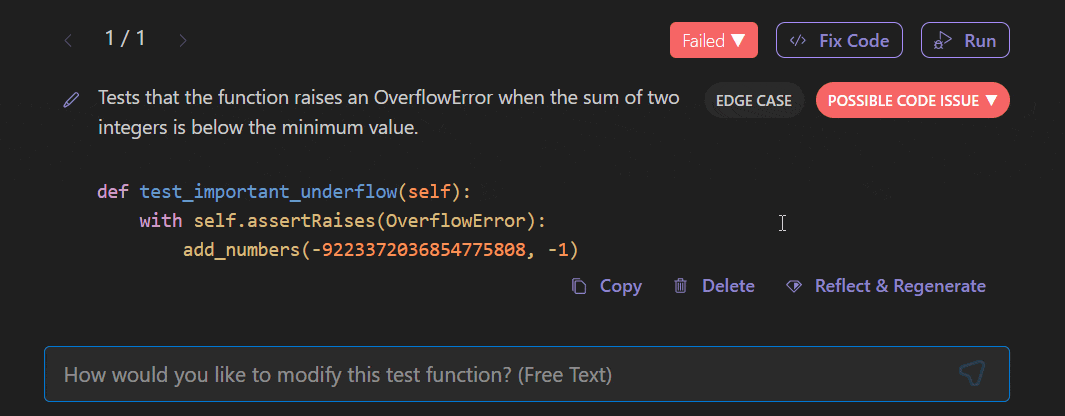 1 / 1
Failed ▼
</> Fix Code
Run
Tests that the function raises an OverflowError when the sum of two
integers is below the minimum value.
EDGE CASE
POSSIBLE CODE ISSUE ▼
def test_important_underflow(self):
    with self.assertRaises(OverflowError):
        add_numbers(-9223372036854775808, -1)
Copy
Delete
Reflect & Regenerate
How would you like to modify this test function? (Free Text)